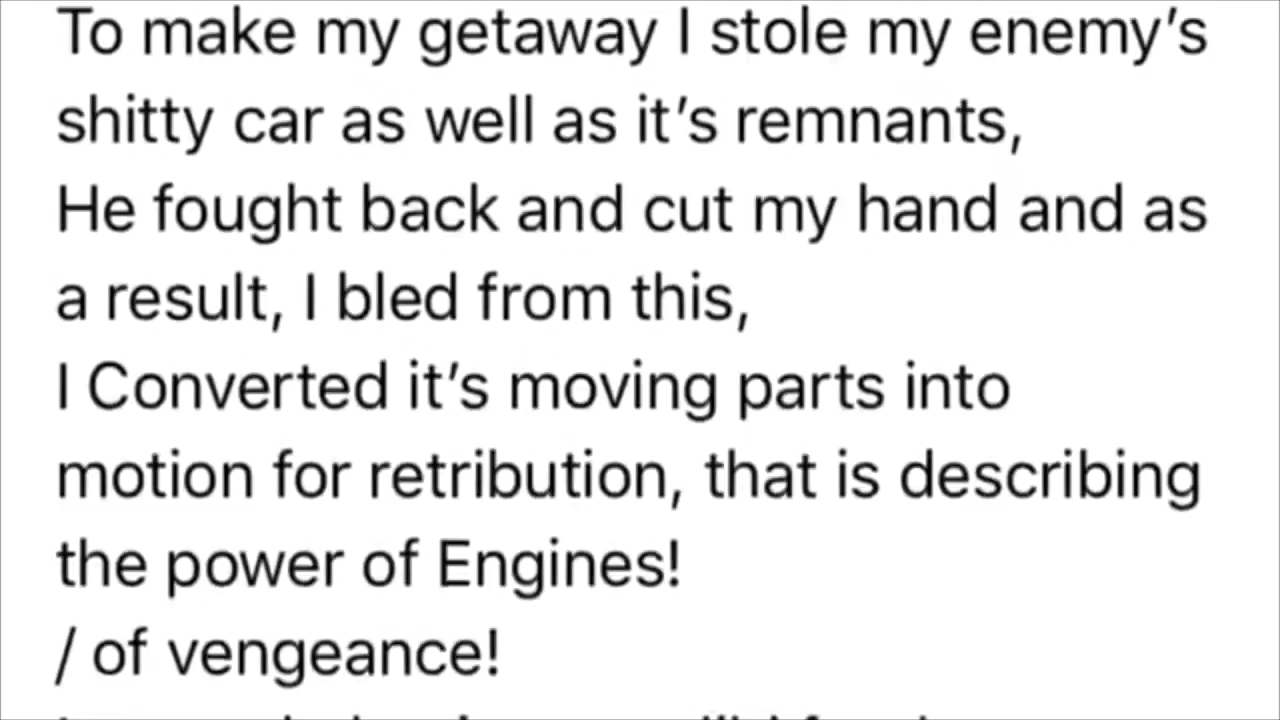 To make my getaway I stole my enemy’s
shitty car as well as it’s remnants,
He fought back and cut my hand and as
a result, I bled from this,
I Converted it’s moving parts into
motion for retribution, that is describing
the power of Engines!
/ of vengeance!